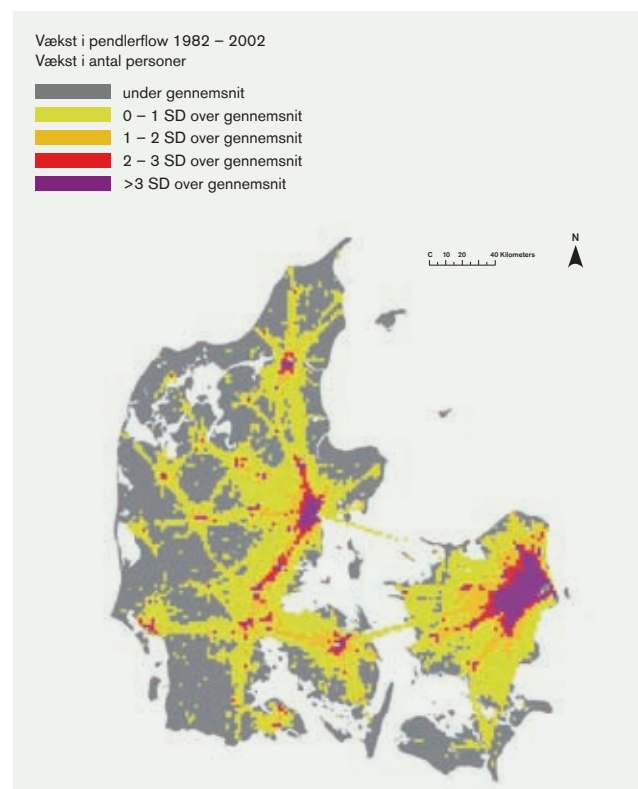 Vækst i pendlerflow 1982 – 2002
Vækst i antal personer
under gennemsnit
0 – 1 SD over gennemsnit
1 – 2 SD over gennemsnit
2 – 3 SD over gennemsnit
>3 SD over gennemsnit
N
C 10 20 40 Kilometers